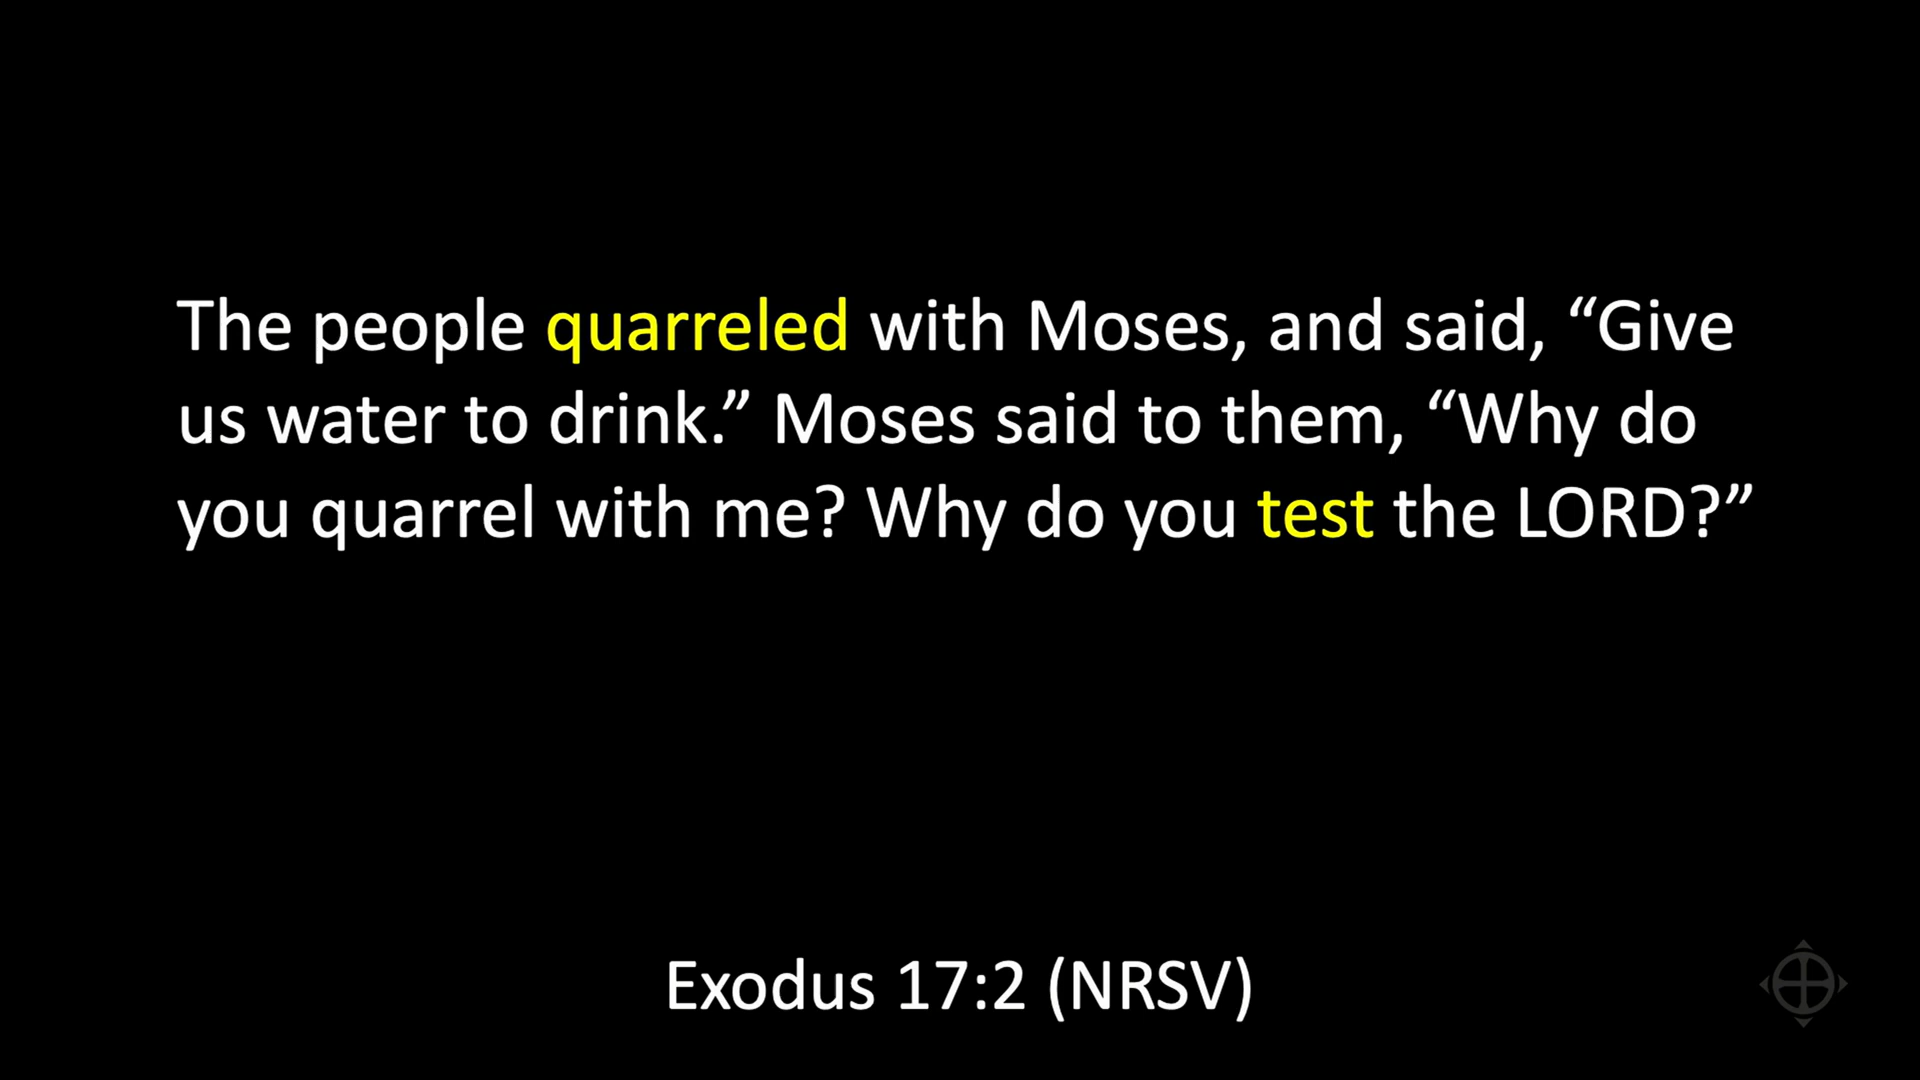 The people quarreled with Moses, and said, “Give
us water to drink.” Moses said to them, “Why do
you quarrel with me? Why do you test the LORD?”
Exodus 17:2 (NRSV)